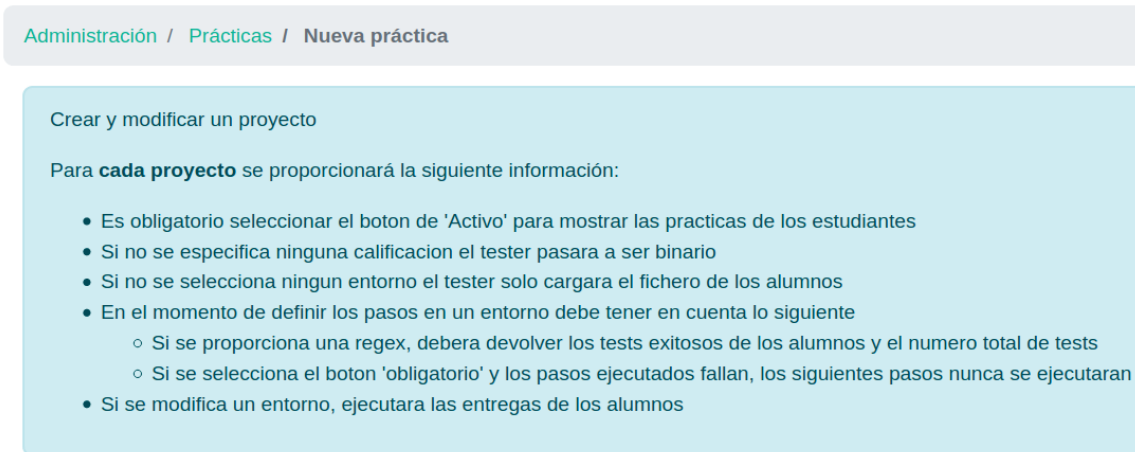 Administración / Prácticas / Nueva práctica
Crear y modificar un proyecto
Para cada proyecto se proporcionará la siguiente información:
• Es obligatorio seleccionar el boton de 'Activo' para mostrar las practicas de los estudiantes
• Si no se especifica ninguna calificacion el tester pasara a ser binario
• Si no se selecciona ningun entorno el tester solo cargara el fichero de los alumnos
• En el momento de definir los pasos en un entorno debe tener en cuenta lo siguiente
◦ Si se proporciona una regex, debera devolver los tests exitosos de los alumnos y el numero total de tests
◦ Si se selecciona el boton 'obligatorio' y los pasos ejecutados fallan, los siguientes pasos nunca se ejecutaran
• Si se modifica un entorno, ejecutara las entregas de los alumnos